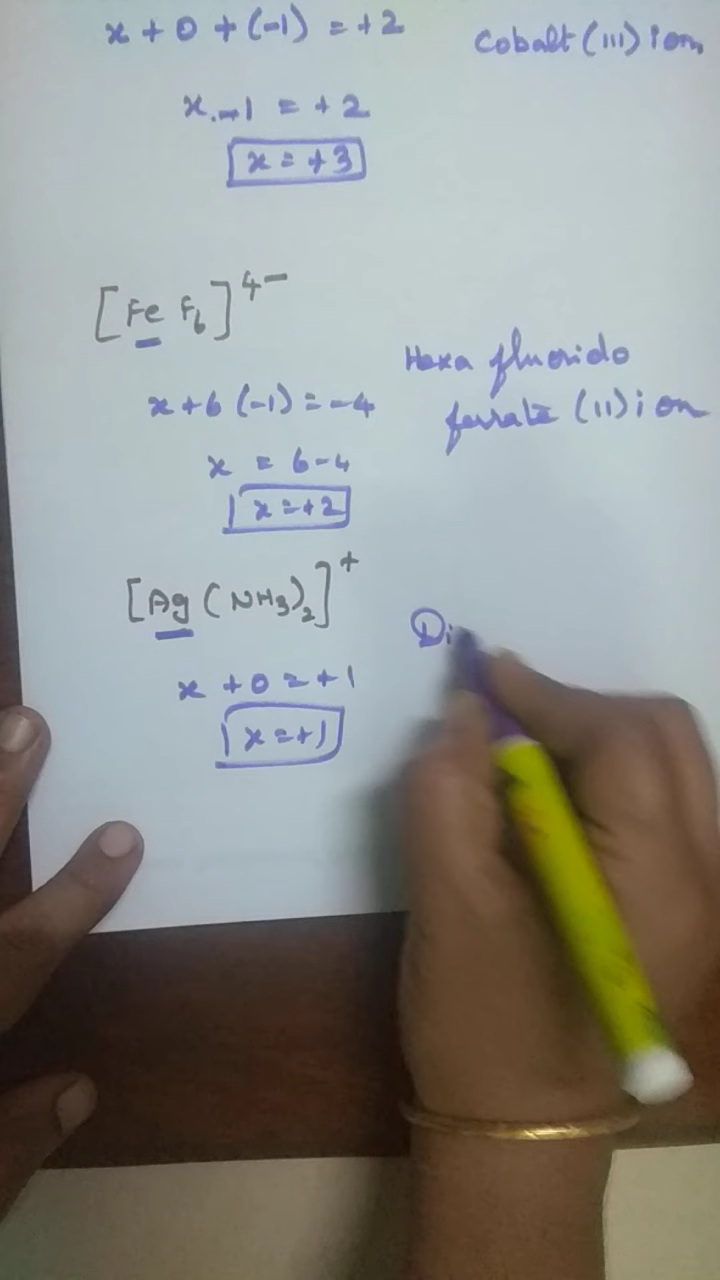 x + 0 + (-1) = +2
Cobalt (III) ion
x - 1 = +2
x = +3
[Fe F6]4-
Hexa fluorido
x + 6 (-1) = -4
ferrate (II) ion
x = 6-4
x = +2
[Ag (NH3)2]+
Di
x + 0 = +1
x = +1